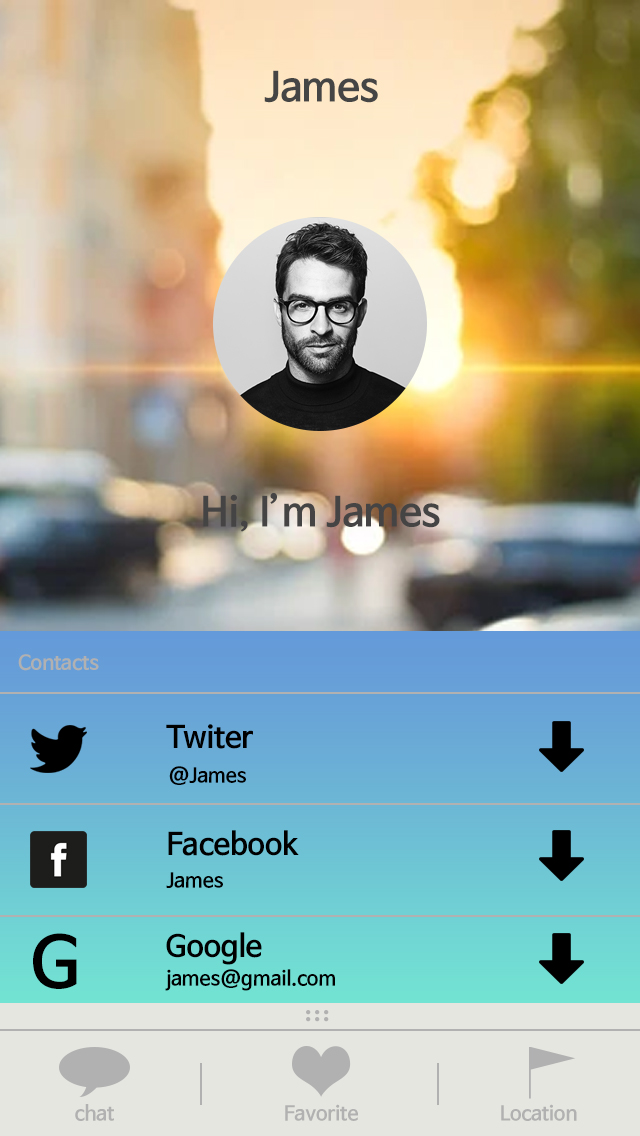 James
Hi, I’m James
Contacts
Twiter
@James
f
Facebook
James
G
Google
james@gmail.com
chat
Favorite
Location